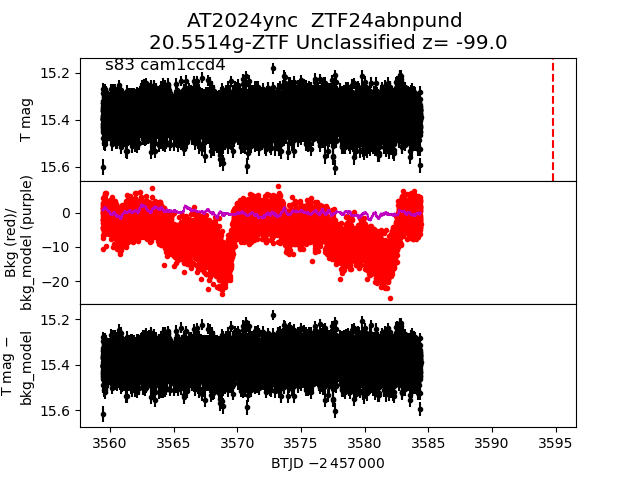 AT2024ync  ZTF24abnpund
20.5514g-ZTF Unclassified z= -99.0
s83 cam1ccd4
15.2
15.4
15.6
T mag
0
−10
−20
Bkg (red)/
bkg_model (purple)
15.2
15.4
15.6
T mag −
bkg_model
3560 3565 3570 3575 3580 3585 3590 3595
BTJD −2 457 000